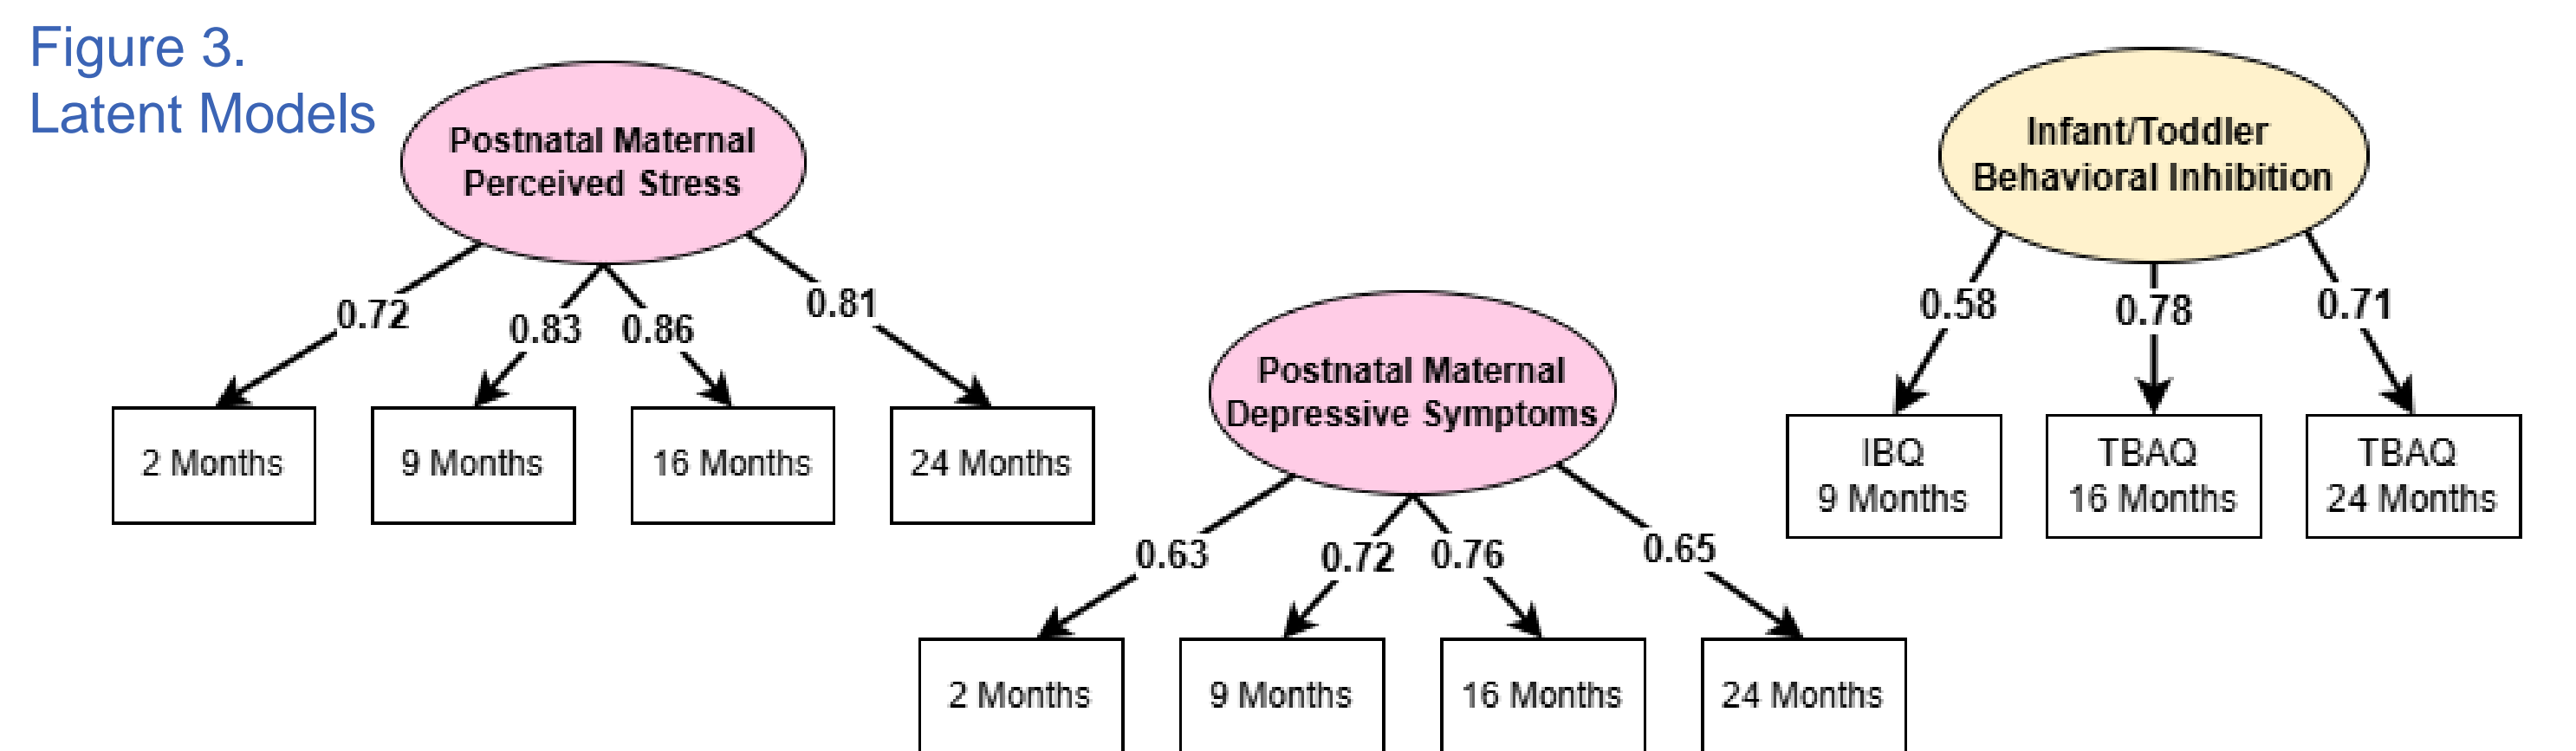 Figure 3.
Latent Models
Postnatal Maternal
Perceived Stress
0.72
0.83
0.86
0.81
2 Months
9 Months
16 Months
24 Months
Postnatal Maternal
Depressive Symptoms
0.63
0.72
0.76
0.65
2 Months
9 Months
16 Months
24 Months
Infant/Toddler
Behavioral Inhibition
0.58
0.78
0.71
IBQ
9 Months
TBAQ
16 Months
TBAQ
24 Months